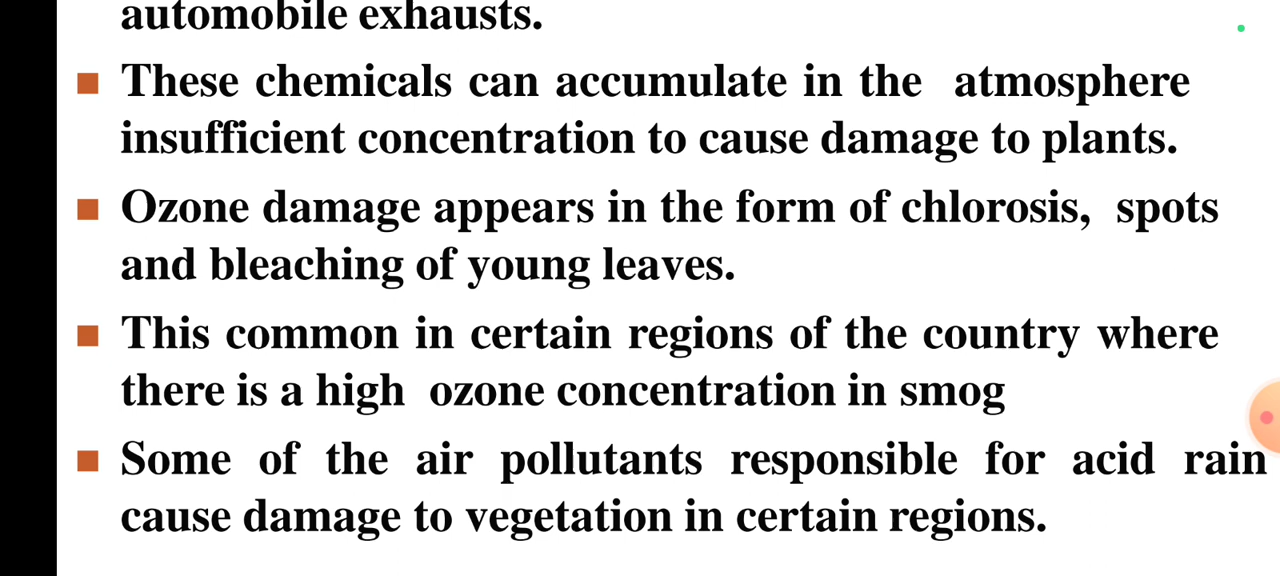 automobile exhausts.
These chemicals can accumulate in the atmosphere
insufficient concentration to cause damage to plants.
Ozone damage appears in the form of chlorosis, spots
and bleaching of young leaves.
This common in certain regions of the country where
there is a high ozone concentration in smog
Some of the air pollutants responsible for acid rain
cause damage to vegetation in certain regions.